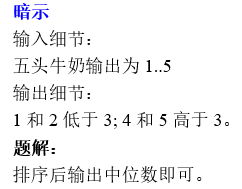 暗示
输入细节：
五头牛奶输出为 1..5
输出细节：
1 和 2 低于 3; 4 和 5 高于 3。
题解：
排序后输出中位数即可。